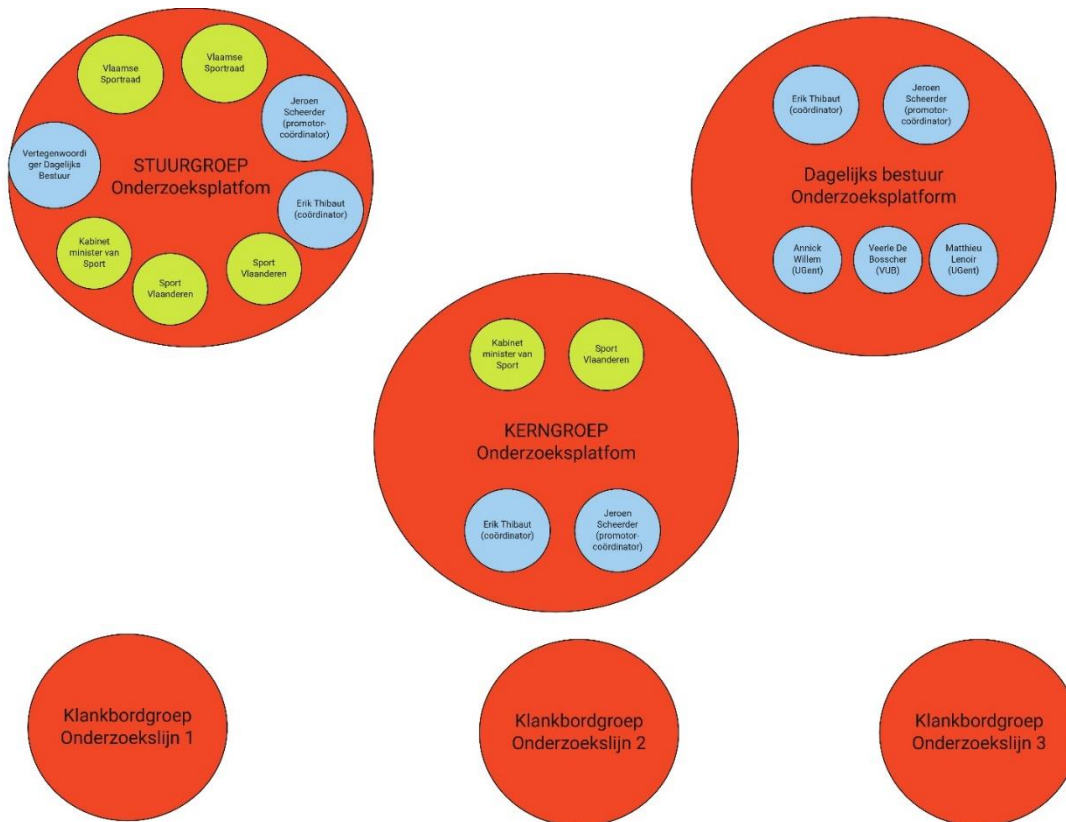 Vlaamse
Sportraad
Vlaamse
Sportraad
Jeroen
Scheerder
(promotor-
coördinator)
Vertegenwoordi
ger Dagelijks
Bestuur
STUURGROEP
Onderzoeksplatfom
Erik Thibaut
(coördinator)
Kabinet
minister van
Sport
Sport
Vlaanderen
Sport
Vlaanderen
Erik Thibaut
(coördinator)
Jeroen
Scheerder
(promotor-
coördinator)
Dagelijks bestuur
Onderzoeksplatform
Annick
Willem
(UGent)
Veerle De
Bosscher
(VUB)
Matthieu
Lenoir
(UGent)
Kabinet
minister van
Sport
Sport
Vlaanderen
KERNGROEP
Onderzoeksplatfom
Erik Thibaut
(coördinator)
Jeroen
Scheerder
(promotor-
coördinator)
Klankbordgroep
Onderzoekslijn 1
Klankbordgroep
Onderzoekslijn 2
Klankbordgroep
Onderzoekslijn 3